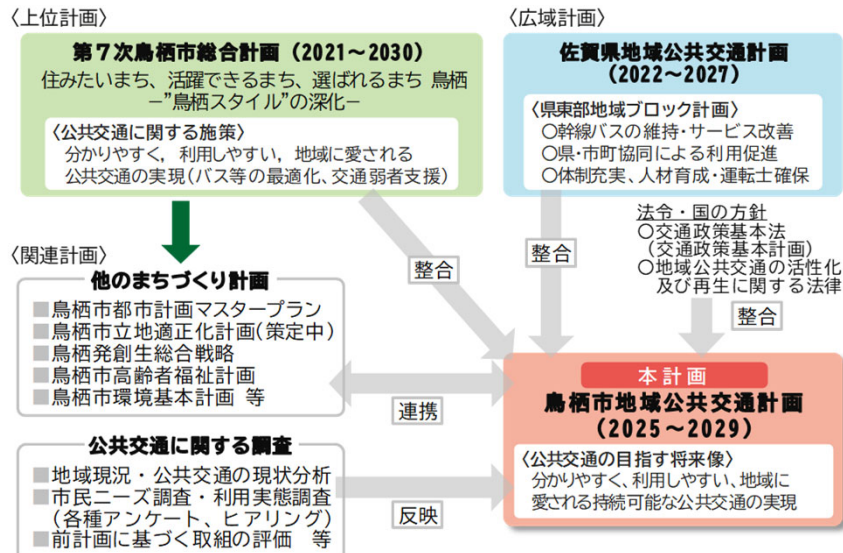 〈上位計画〉
第7次鳥栖市総合計画（2021～2030）
住みたいまち、活躍できるまち、選ばれるまち 鳥栖
−”鳥栖スタイル”の深化−
〈公共交通に関する施策〉
分かりやすく，利用しやすい，地域に愛される
公共交通の実現（バス等の最適化、交通弱者支援）
〈広域計画〉
佐賀県地域公共交通計画
（2022～2027）
〈県東部地域ブロック計画〉
〇幹線バスの維持・サービス改善
〇県・市町協同による利用促進
〇体制充実、人材育成・運転士確保
法令・国の方針
〇交通政策基本法
（交通政策基本計画）
〇地域公共交通の活性化
及び再生に関する法律
整合
整合
整合
〈関連計画〉
他のまちづくり計画
■鳥栖市都市計画マスタープラン
■鳥栖市立地適正化計画（策定中）
■鳥栖発創生総合戦略
■鳥栖市高齢者福祉計画
■鳥栖市環境基本計画 等
連携
公共交通に関する調査
■地域現況・公共交通の現状分析
■市民ニーズ調査・利用実態調査
（各種アンケート、ヒアリング）
■前計画に基づく取組の評価 等
反映
本計画
鳥栖市地域公共交通計画
（2025～2029）
〈公共交通の目指す将来像〉
分かりやすく、利用しやすい、地域に
愛される持続可能な公共交通の実現